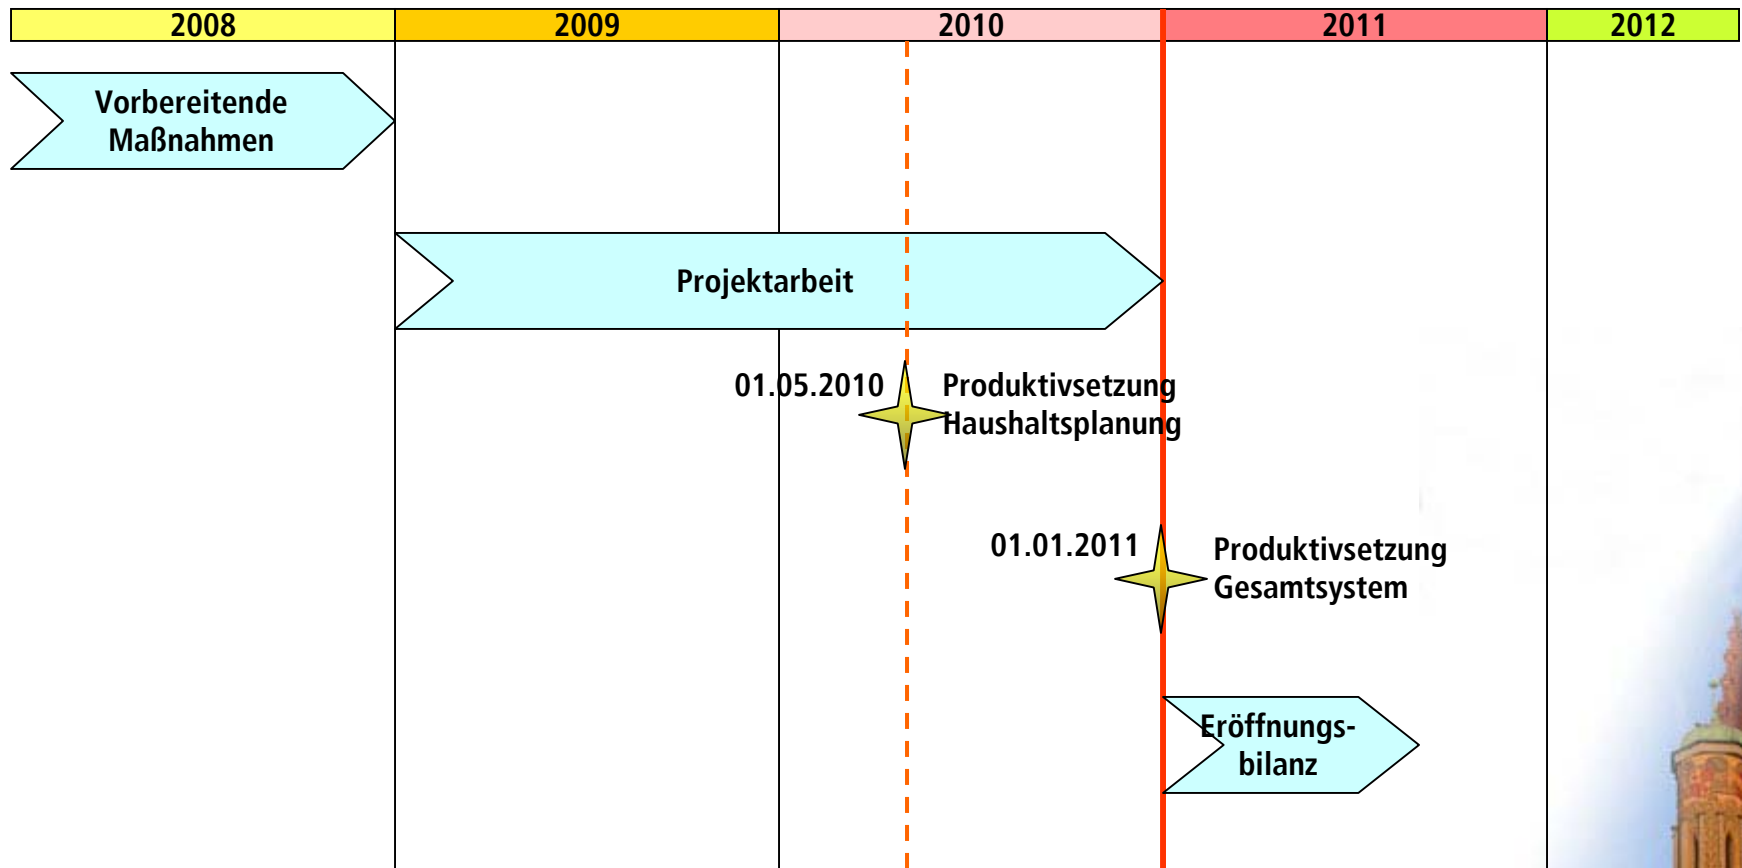 2008 2009 2010 2011 2012
Vorbereitende
Maßnahmen
Projektarbeit
01.05.2010
Produktivsetzung
Haushaltsplanung
01.01.2011
Produktivsetzung
Gesamtsystem
Eröffnungs-
bilanz